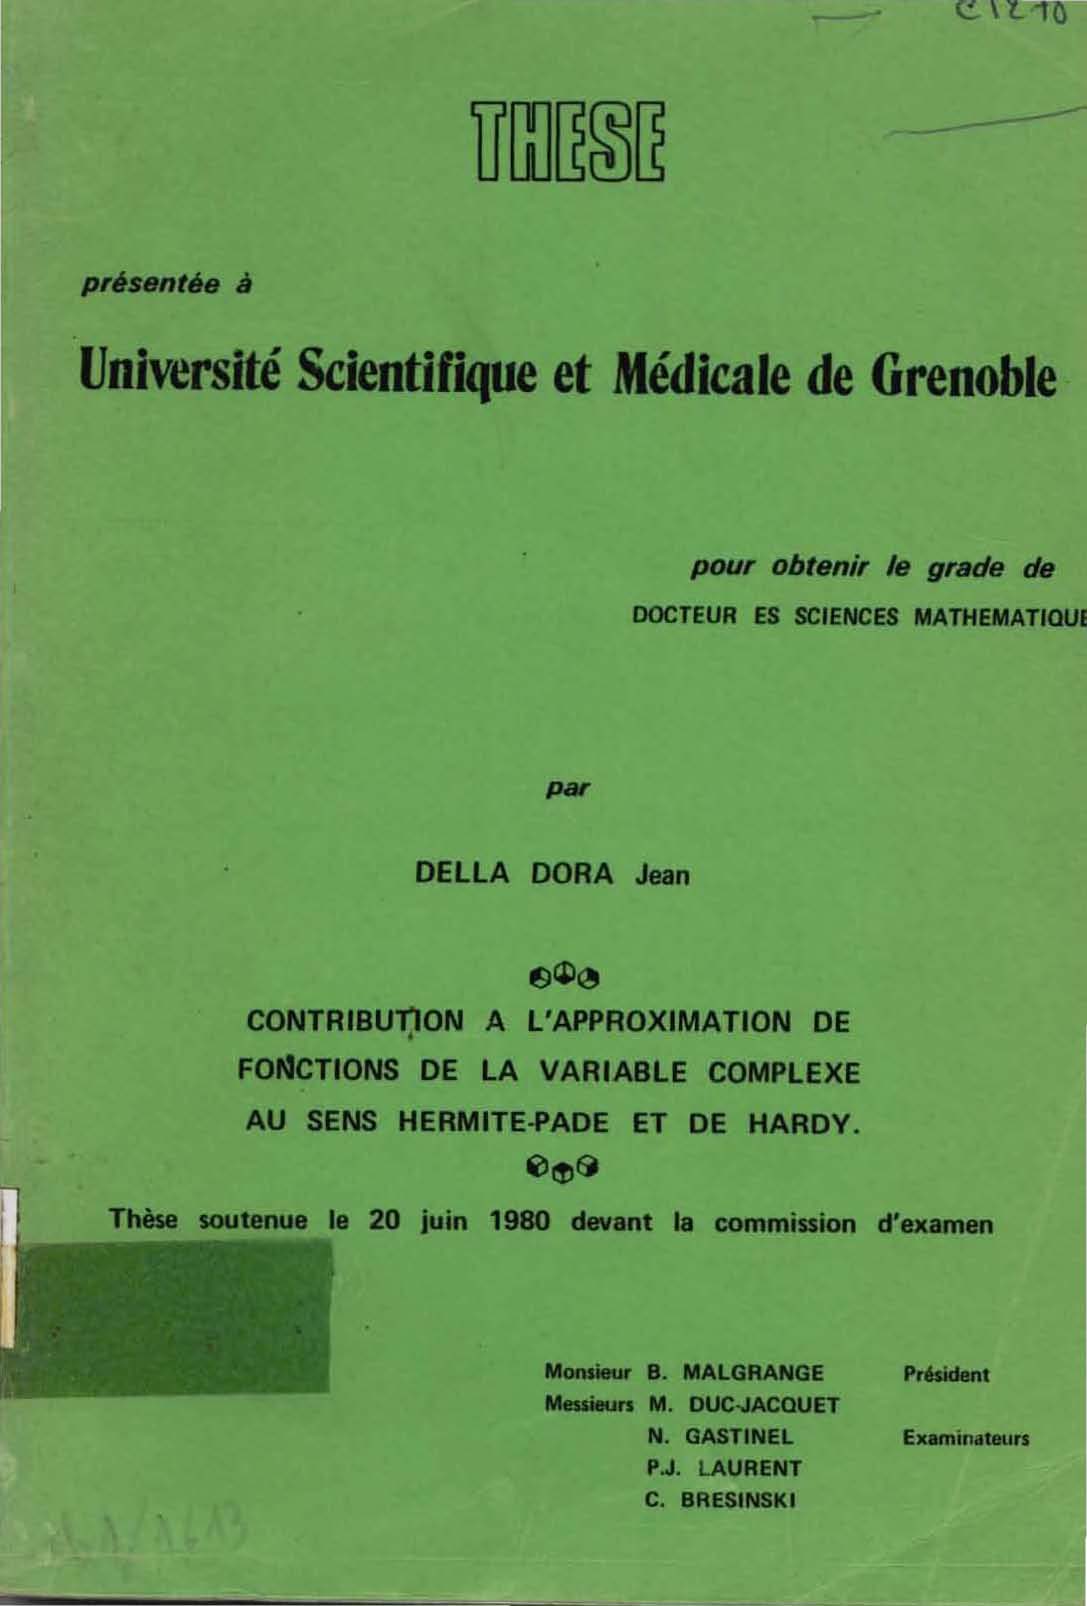 THESE
présentée à
Université Scientifique et Médicale de Grenoble
pour obtenir le grade de
DOCTEUR ES SCIENCES MATHEMATIQUE
par
DELLA DORA Jean
CONTRIBUTION A L'APPROXIMATION DE
FONCTIONS DE LA VARIABLE COMPLEXE
AU SENS HERMITE-PADE ET DE HARDY.
Thèse soutenue le 20 juin 1980 devant la commission d'examen
Monsieur B. MALGRANGE Président
Messieurs M. DUC-JACQUET
N. GASTINEL Examinateurs
P.J. LAURENT
C. BRESINSKI